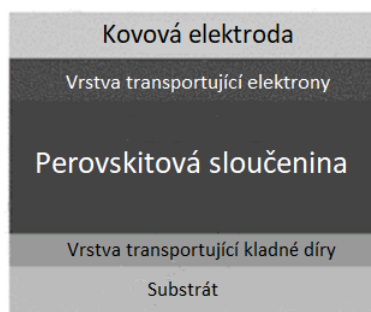 Kovová elektroda
Vrstva transportující elektrony
Perovskitová sloučenina
Vrstva transportující kladné díry
Substrát